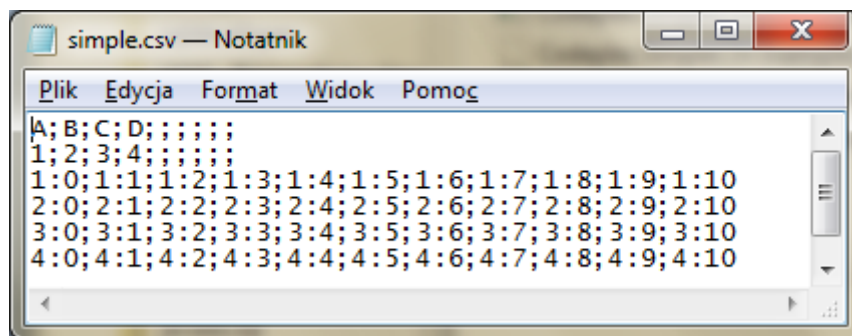 simple.csv — Notatnik
Plik Edycja Format Widok Pomoc
A;B;C;D;;;;;;
1;2;3;4;;;;;;
1:0;1:1;1:2;1:3;1:4;1:5;1:6;1:7;1:8;1:9;1:10
2:0;2:1;2:2;2:3;2:4;2:5;2:6;2:7;2:8;2:9;2:10
3:0;3:1;3:2;3:3;3:4;3:5;3:6;3:7;3:8;3:9;3:10
4:0;4:1;4:2;4:3;4:4;4:5;4:6;4:7;4:8;4:9;4:10